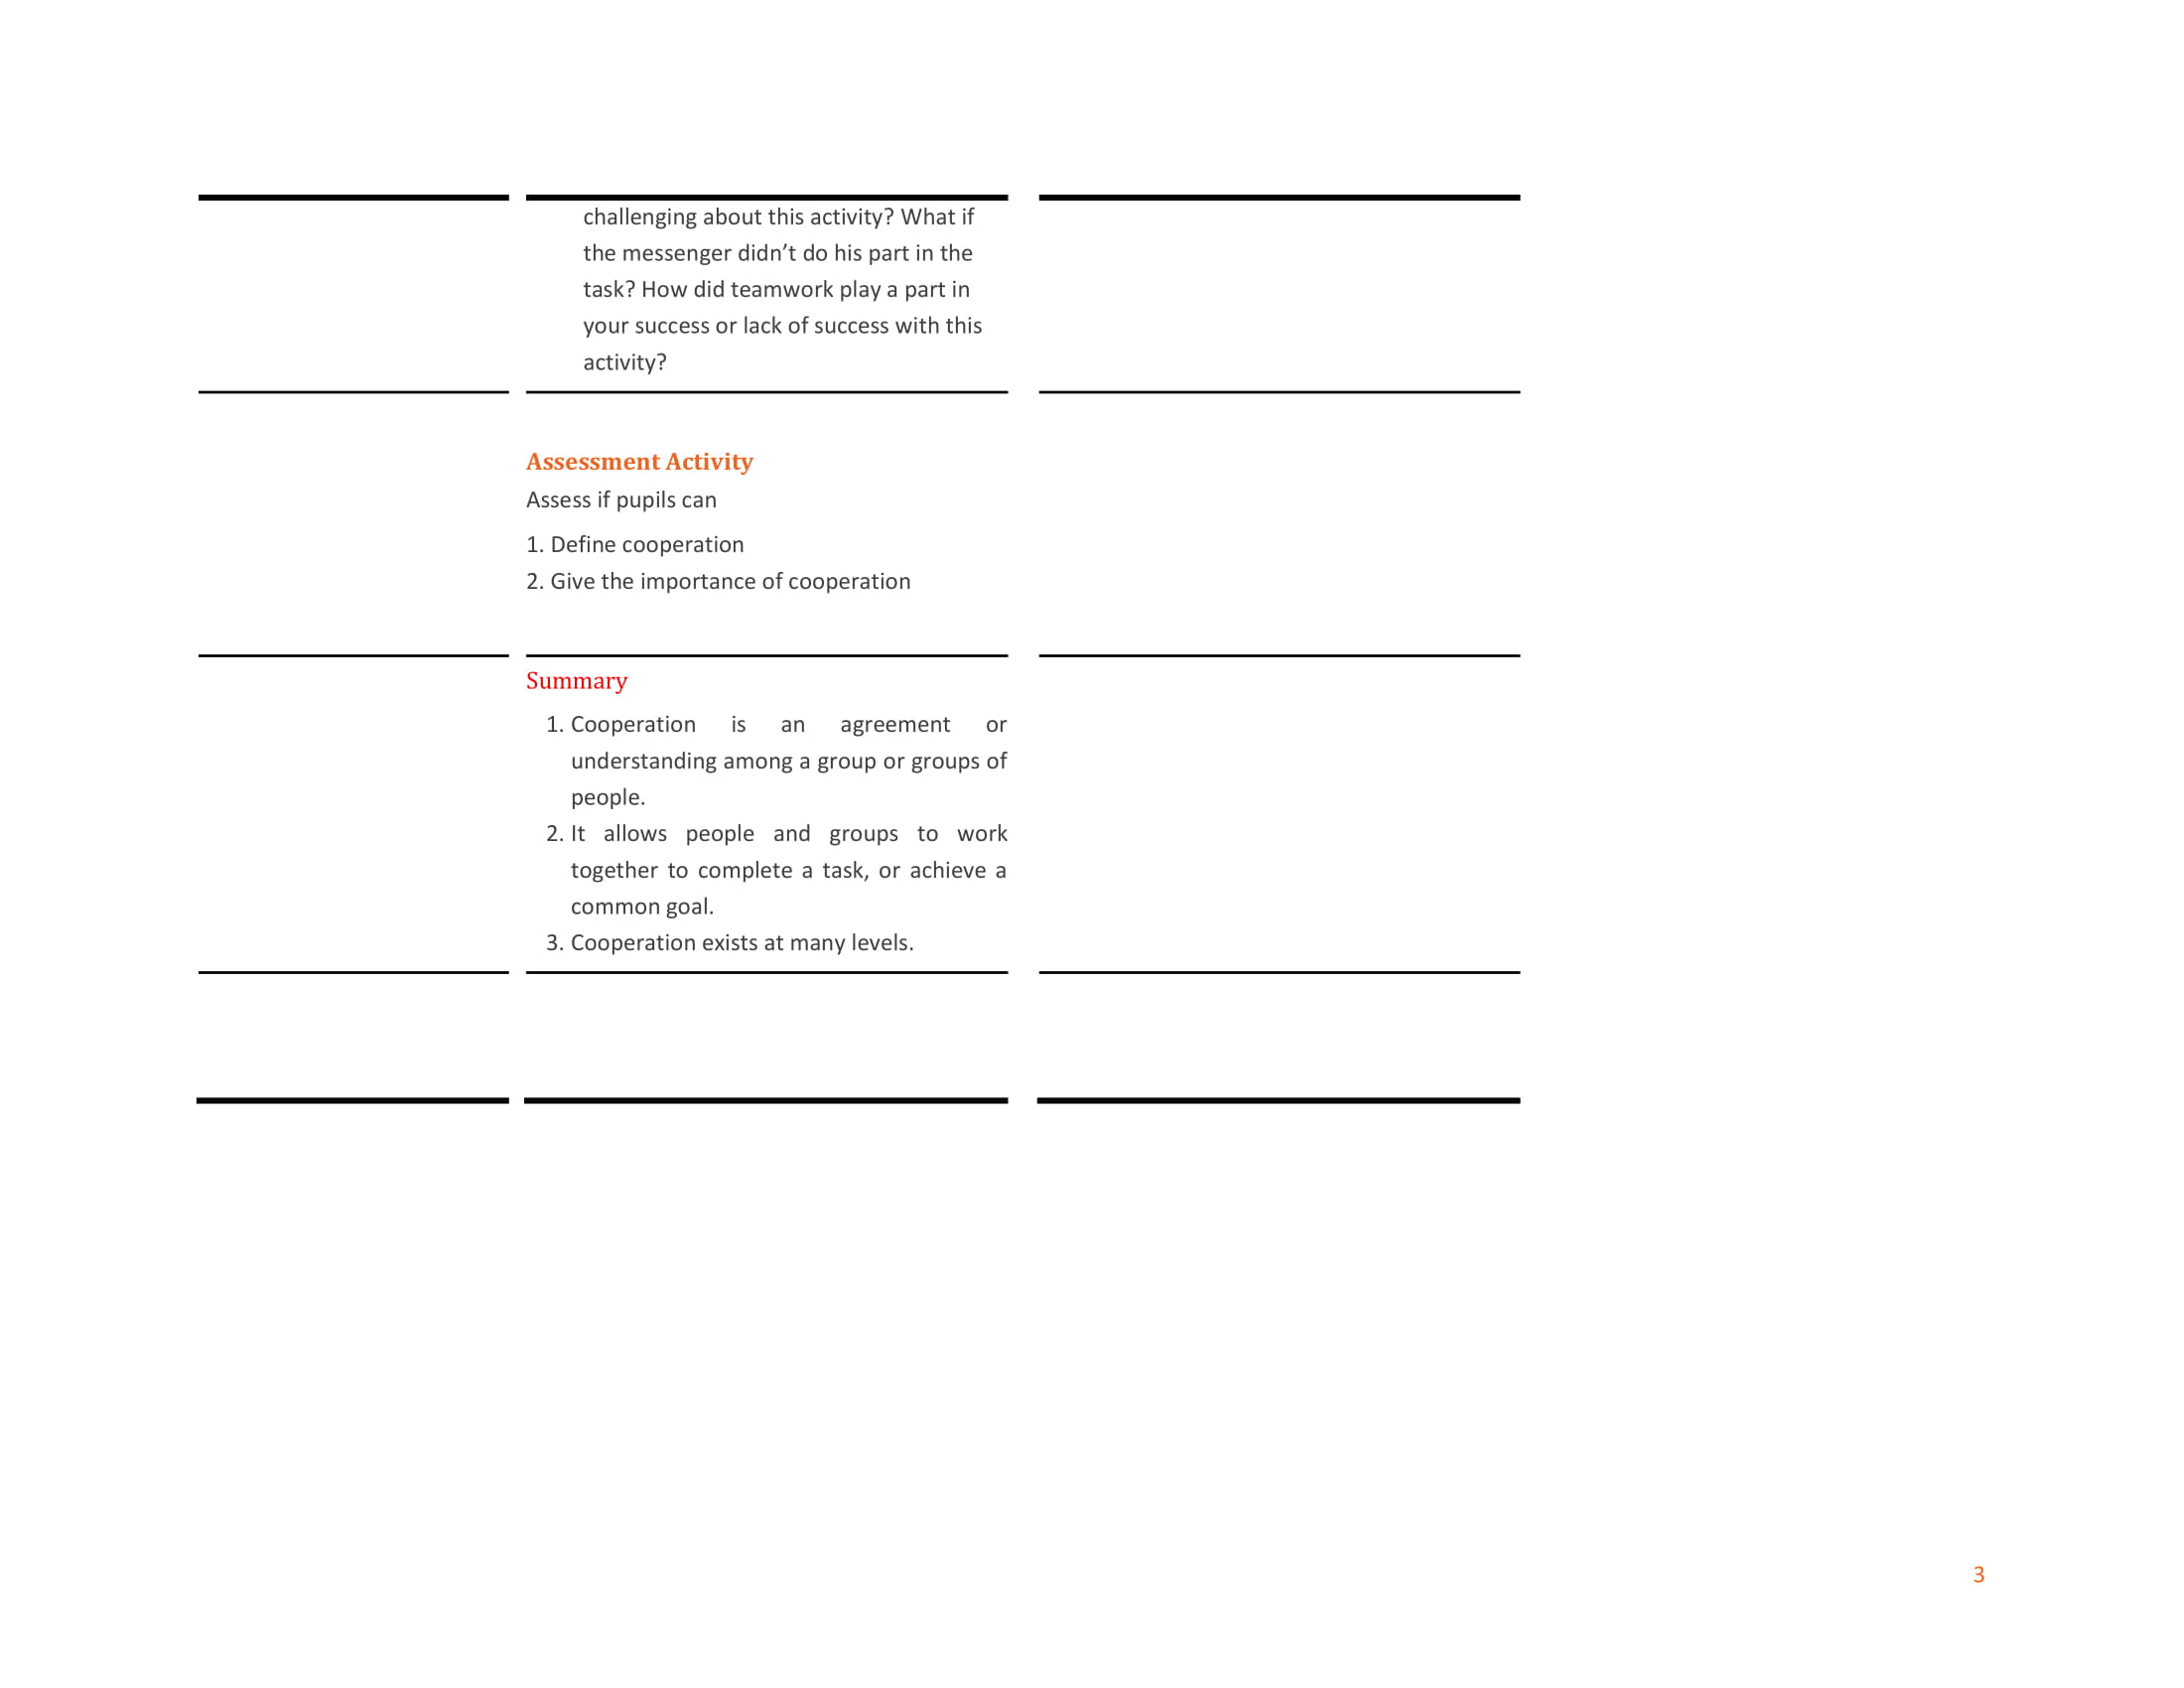 challenging about this activity? What if
the messenger didn’t do his part in the
task? How did teamwork play a part in
your success or lack of success with this
activity?
Assessment Activity
Assess if pupils can
1. Define cooperation
2. Give the importance of cooperation
Summary
1. Cooperation is an agreement or
understanding among a group or groups of
people.
2. It allows people and groups to work
together to complete a task, or achieve a
common goal.
3. Cooperation exists at many levels.
3